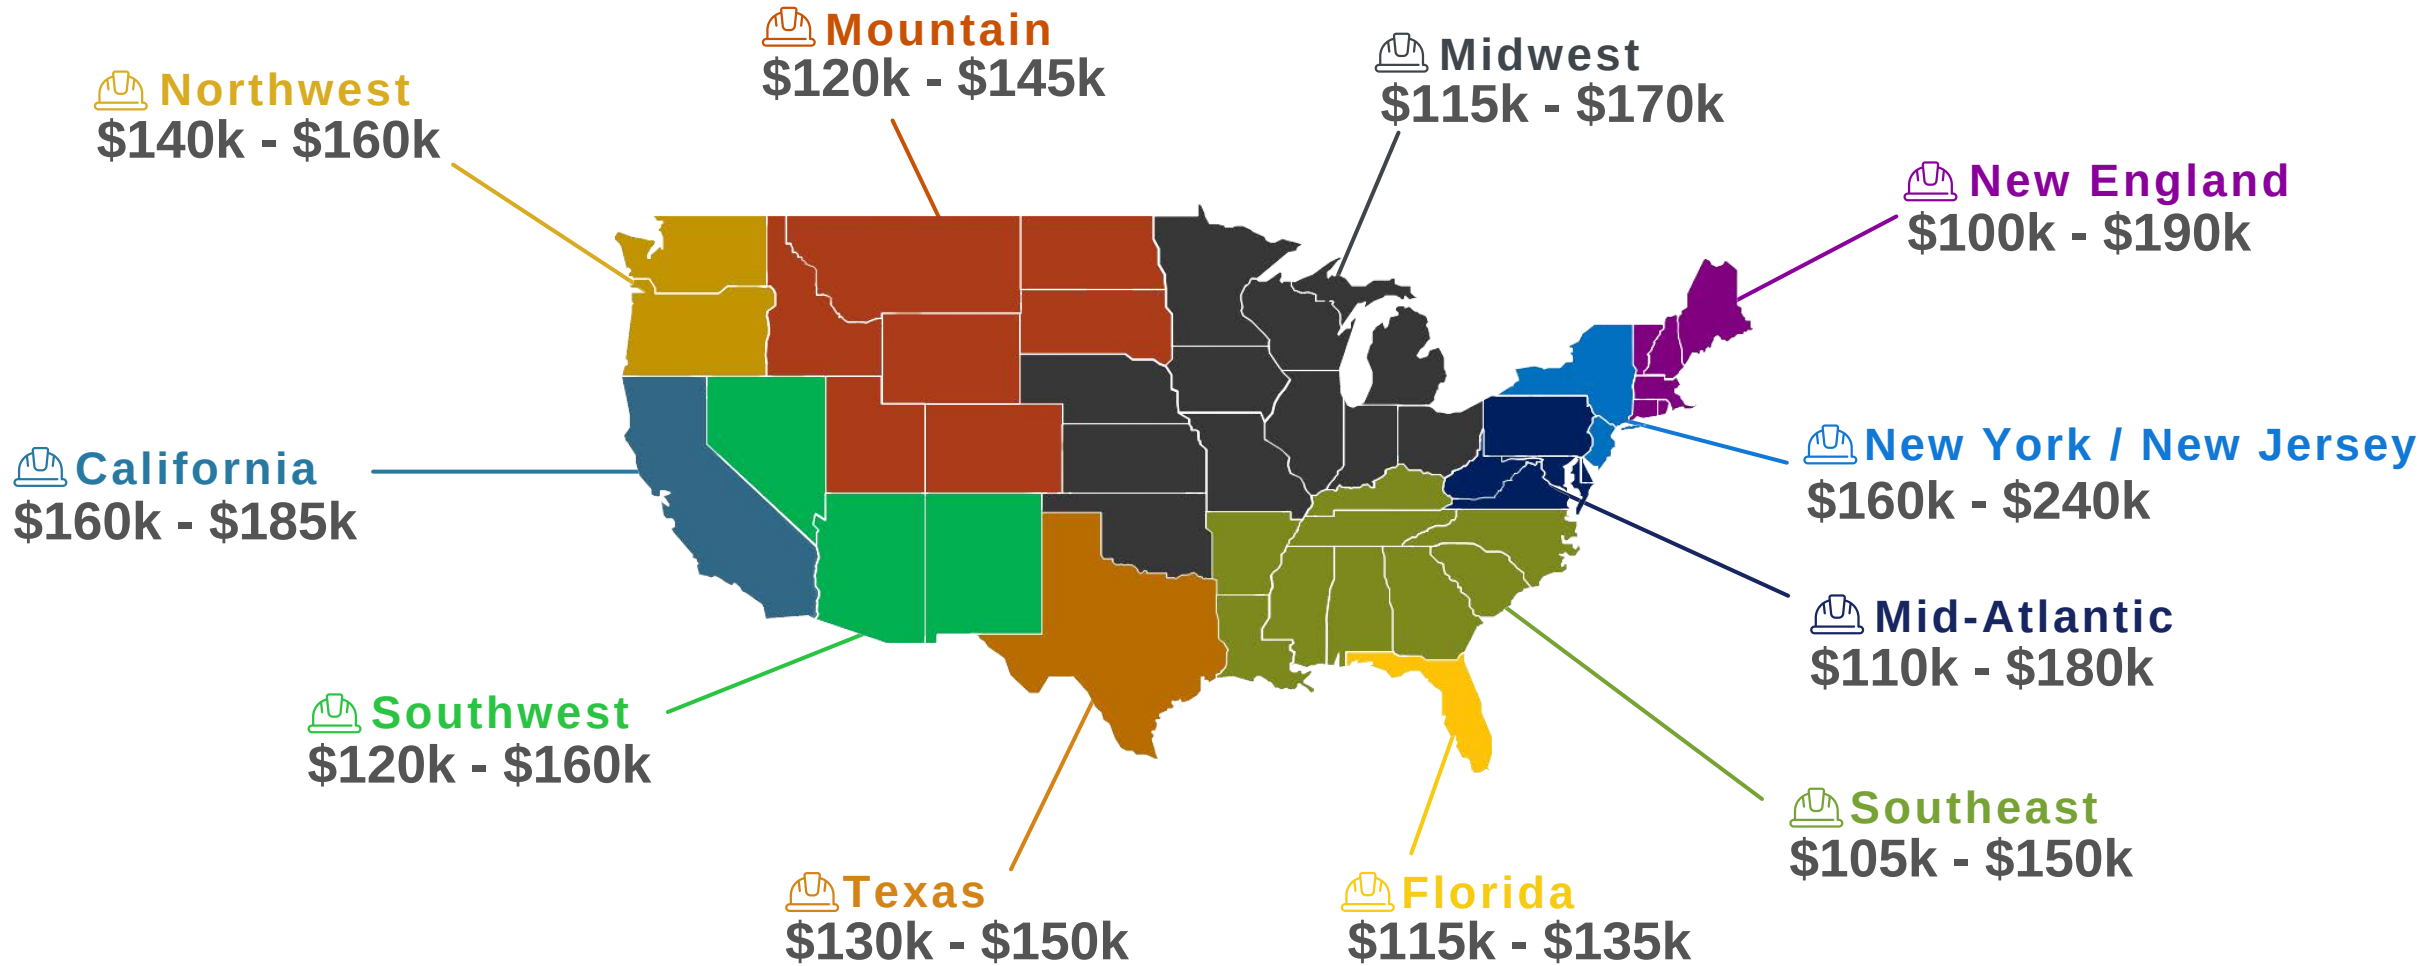 Mountain
$120k - $145k
Midwest
$115k - $170k
Northwest
$140k - $160k
New England
$100k - $190k
California
$160k - $185k
New York / New Jersey
$160k - $240k
Mid-Atlantic
$110k - $180k
Southwest
$120k - $160k
Southeast
$105k - $150k
Texas
$130k - $150k
Florida
$115k - $135k